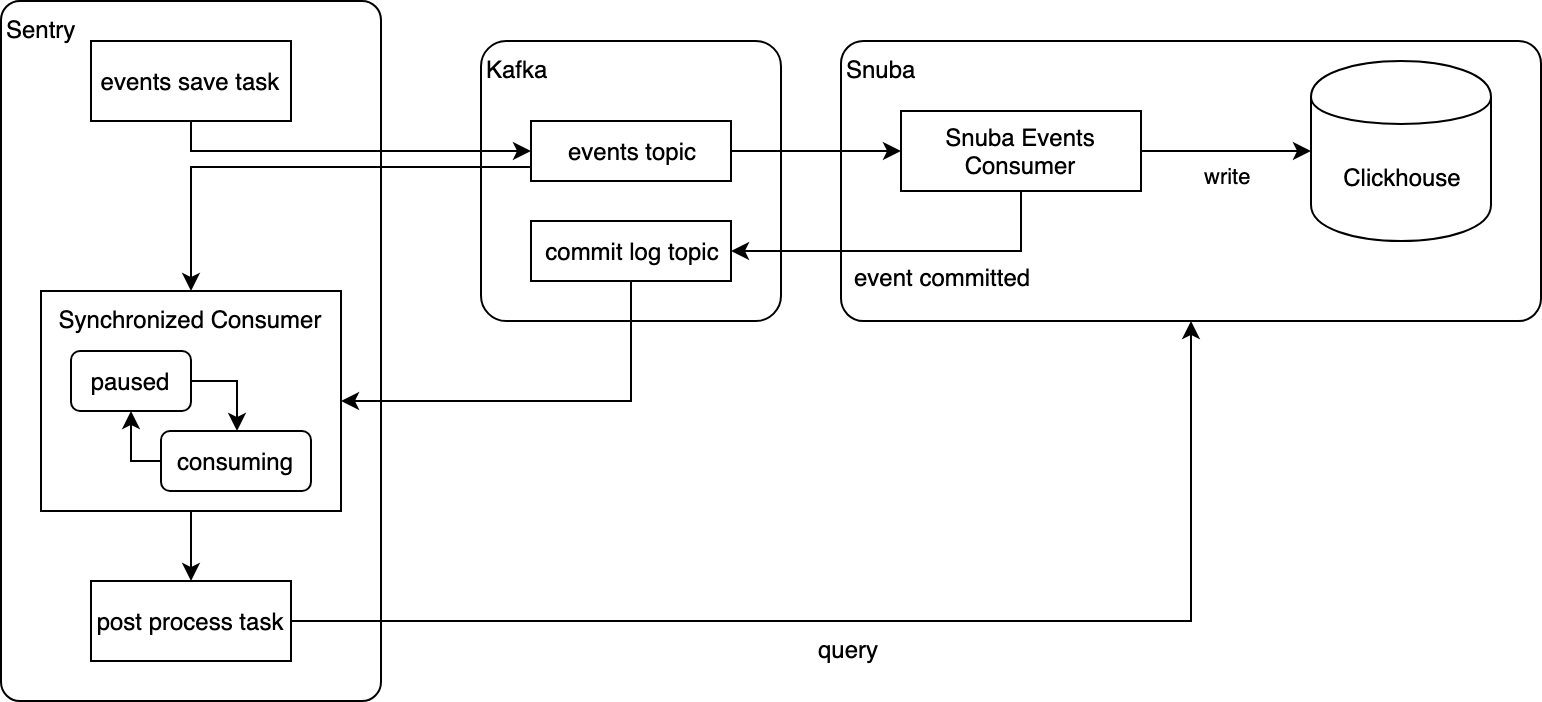 Sentry
events save task
Kafka
Snuba
events topic
Snuba Events
Consumer
write
Clickhouse
commit log topic
event committed
Synchronized Consumer
paused
consuming
post process task
query